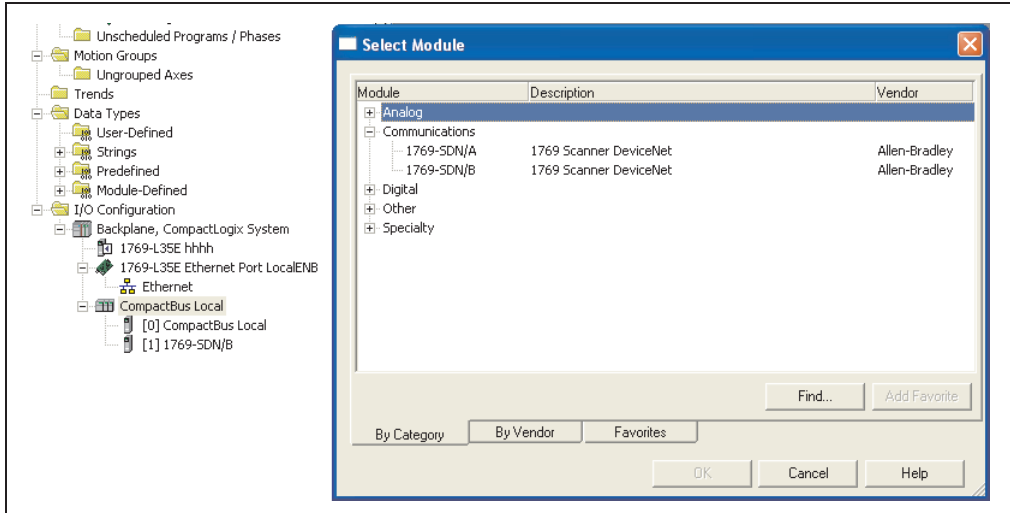 Unscheduled Programs / Phases
Motion Groups
Ungrouped Axes
Trends
Data Types
User-Defined
Strings
Predefined
Module-Defined
I/O Configuration
Backplane, CompactLogix System
1769-L35E hhhh
1769-L35E Ethernet Port LocalENB
Ethernet
CompactBus Local
[0] CompactBus Local
[1] 1769-SDN/B
Select Module
Module Description Vendor
Analog
Communications
1769-SDN/A 1769 Scanner DeviceNet Allen-Bradley
1769-SDN/B 1769 Scanner DeviceNet Allen-Bradley
Digital
Other
Specialty
Find... Add Favorite
By Category By Vendor Favorites
OK Cancel Help